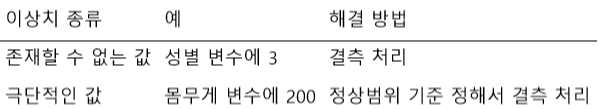 이상치 종류 예 해결 방법
존재할 수 없는 값 성별 변수에 3 결측 처리
극단적인 값 몸무게 변수에 200 정상범위 기준 정해서 결측 처리